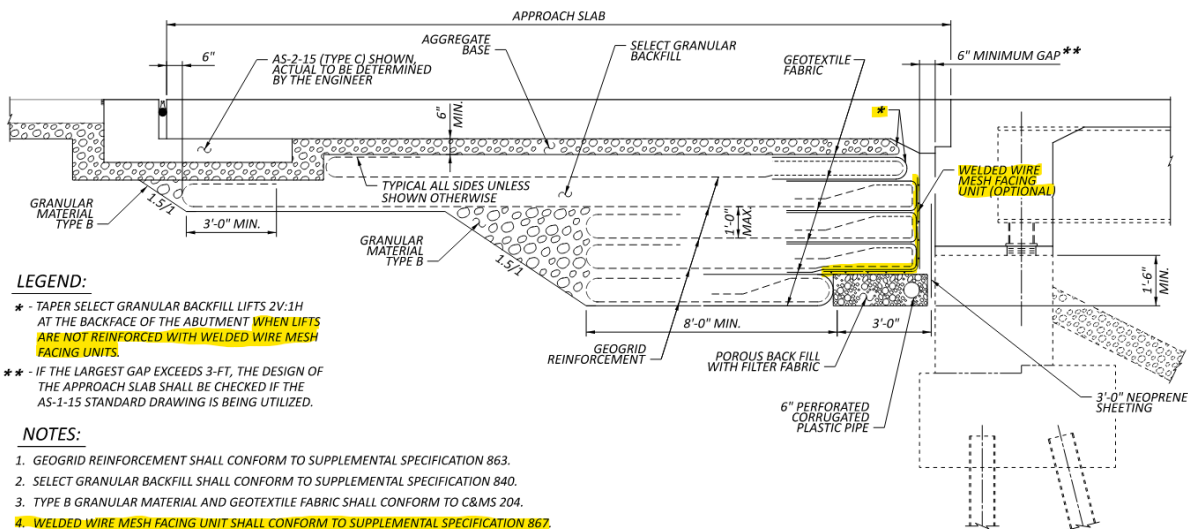 APPROACH SLAB
6"
AS-2-15 (TYPE C) SHOWN,
ACTUAL TO BE DETERMINED
BY THE ENGINEER
AGGREGATE
BASE
SELECT GRANULAR
BACKFILL
GEOTEXTILE
FABRIC
6" MINIMUM GAP **
6"
MIN.
*
WELDED WIRE
MESH FACING
UNIT (OPTIONAL)
TYPICAL ALL SIDES UNLESS
SHOWN OTHERWISE
GRANULAR
MATERIAL
TYPE B
1.5/1
3'-0" MIN.
GRANULAR
MATERIAL
TYPE B
1.5/1
1'-0"
MAX.
1'-6"
MIN.
8'-0" MIN.
3'-0"
GEOGRID
REINFORCEMENT
POROUS BACK FILL
WITH FILTER FABRIC
6" PERFORATED
CORRUGATED
PLASTIC PIPE
3'-0" NEOPRENE
SHEETING
LEGEND:
* - TAPER SELECT GRANULAR BACKFILL LIFTS 2V:1H
AT THE BACKFACE OF THE ABUTMENT WHEN LIFTS
ARE NOT REINFORCED WITH WELDED WIRE MESH
FACING UNITS.
** - IF THE LARGEST GAP EXCEEDS 3-FT, THE DESIGN OF
THE APPROACH SLAB SHALL BE CHECKED IF THE
AS-1-15 STANDARD DRAWING IS BEING UTILIZED.
NOTES:
1. GEOGRID REINFORCEMENT SHALL CONFORM TO SUPPLEMENTAL SPECIFICATION 863.
2. SELECT GRANULAR BACKFILL SHALL CONFORM TO SUPPLEMENTAL SPECIFICATION 840.
3. TYPE B GRANULAR MATERIAL AND GEOTEXTILE FABRIC SHALL CONFORM TO C&MS 204.
4. WELDED WIRE MESH FACING UNIT SHALL CONFORM TO SUPPLEMENTAL SPECIFICATION 867.